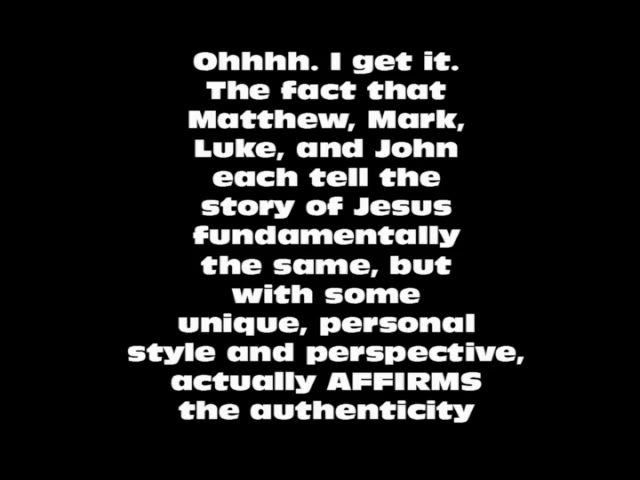 Ohhhh. I get it.
The fact that
Matthew, Mark,
Luke, and John
each tell the
story of Jesus
fundamentally
the same, but
with some
unique, personal
style and perspective,
actually AFFIRMS
the authenticity